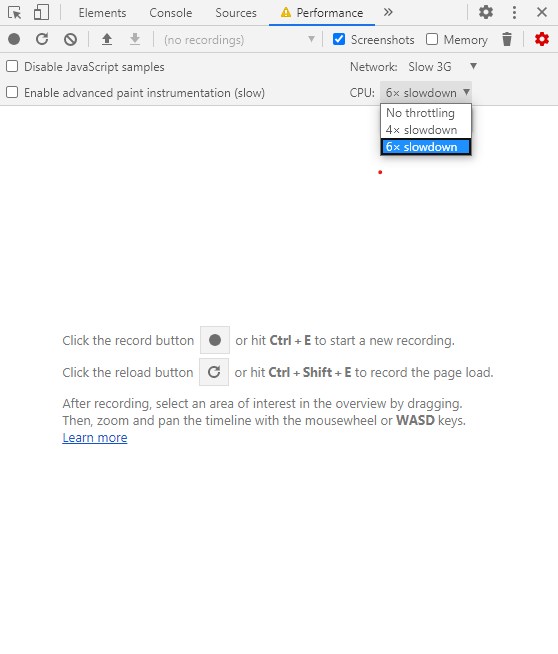 Elements Console Sources Performance
(no recordings) Screenshots Memory
Disable JavaScript samples Network: Slow 3G
Enable advanced paint instrumentation (slow) CPU: 6× slowdown
No throttling
4× slowdown
6× slowdown
Click the record button or hit Ctrl + E to start a new recording.
Click the reload button or hit Ctrl + Shift + E to record the page load.
After recording, select an area of interest in the overview by dragging.
Then, zoom and pan the timeline with the mousewheel or WASD keys.
Learn more